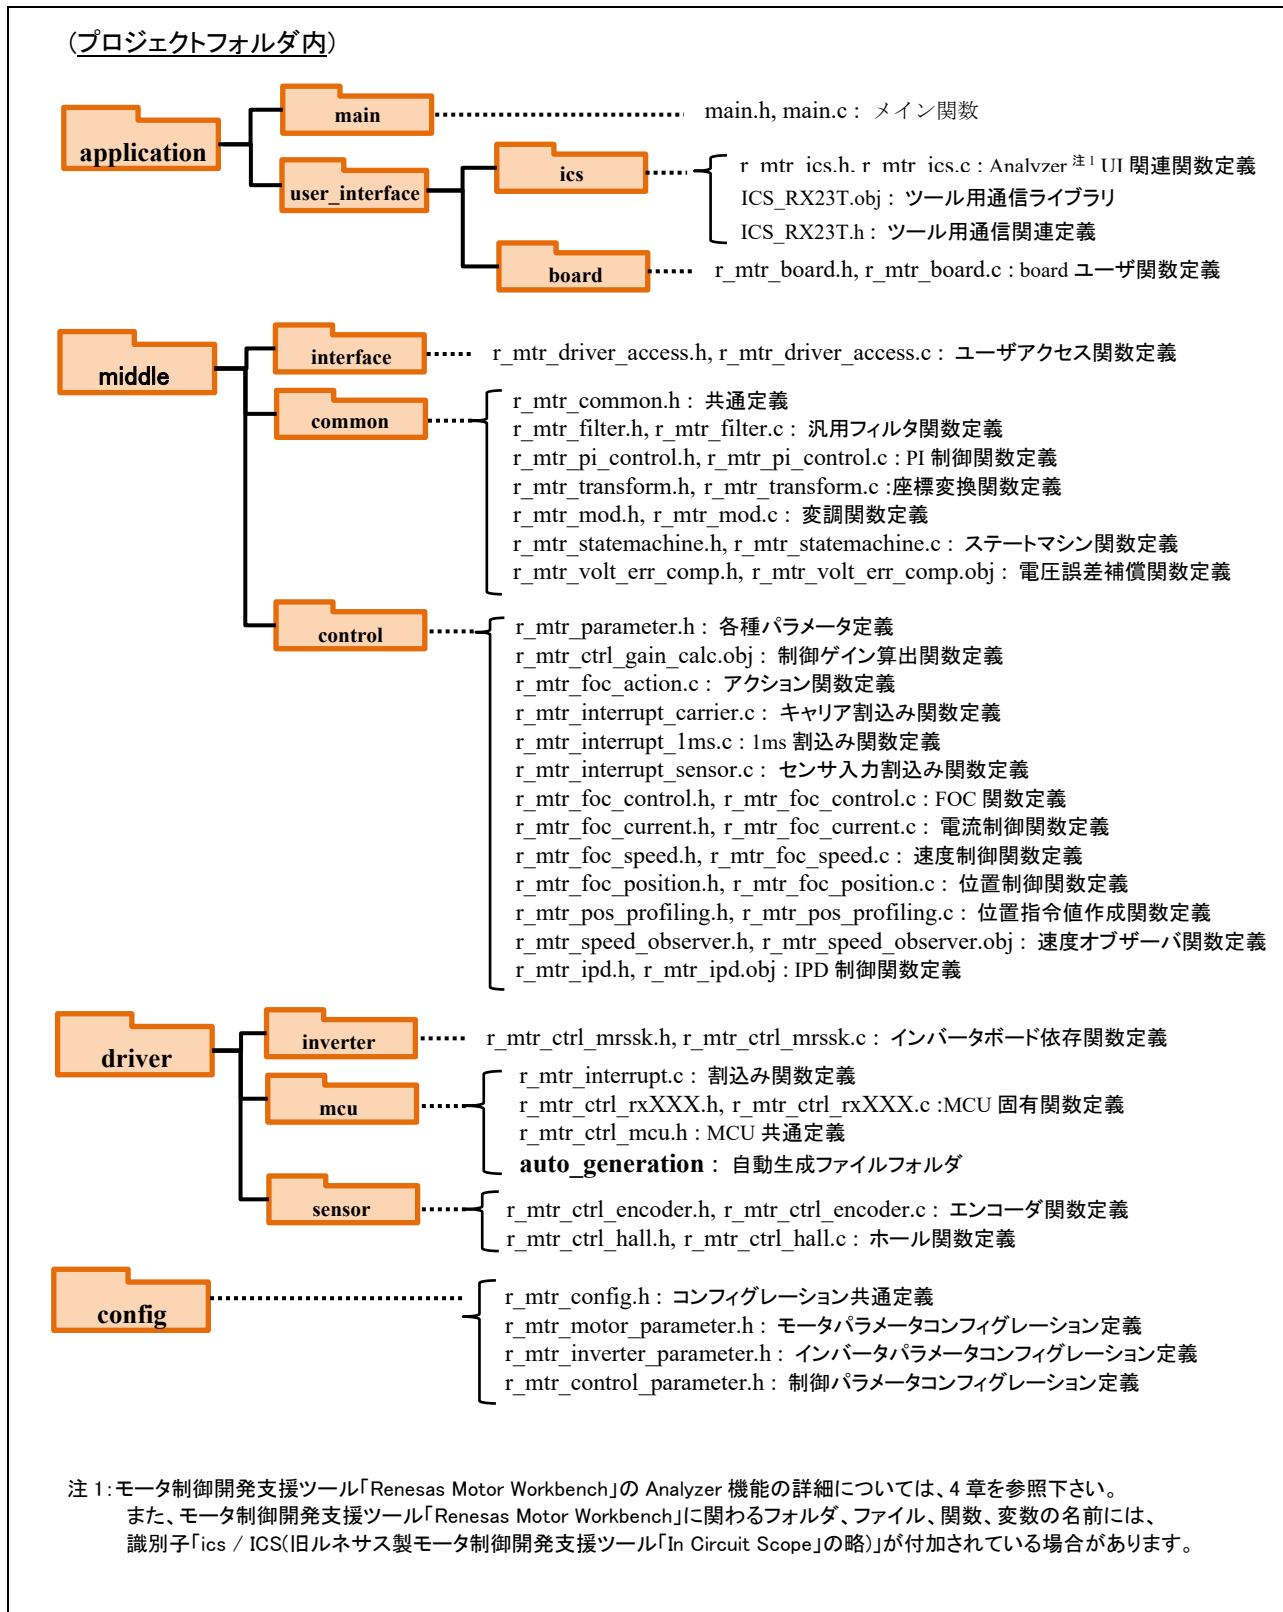 (プロジェクトフォルダ内)
application
main
main.h, main.c : メイン関数
user_interface
ics
r_mtr_ics.h, r_mtr_ics.c : Analyzer 注1 UI 関連関数定義
ICS_RX23T.obj : ツール用通信ライブラリ
ICS_RX23T.h : ツール用通信関連定義
board
r_mtr_board.h, r_mtr_board.c : board ユーザ関数定義
middle
interface
r_mtr_driver_access.h, r_mtr_driver_access.c : ユーザアクセス関数定義
common
r_mtr_common.h : 共通定義
r_mtr_filter.h, r_mtr_filter.c : 汎用フィルタ関数定義
r_mtr_pi_control.h, r_mtr_pi_control.c : PI 制御関数定義
r_mtr_transform.h, r_mtr_transform.c :座標変換関数定義
r_mtr_mod.h, r_mtr_mod.c : 変調関数定義
r_mtr_statemachine.h, r_mtr_statemachine.c : ステートマシン関数定義
r_mtr_volt_err_comp.h, r_mtr_volt_err_comp.obj : 電圧誤差補償関数定義
control
r_mtr_parameter.h : 各種パラメータ定義
r_mtr_ctrl_gain_calc.obj : 制御ゲイン算出関数定義
r_mtr_foc_action.c : アクション関数定義
r_mtr_interrupt_carrier.c : キャリア割込み関数定義
r_mtr_interrupt_1ms.c : 1ms 割込み関数定義
r_mtr_interrupt_sensor.c : センサ入力割込み関数定義
r_mtr_foc_control.h, r_mtr_foc_control.c : FOC 関数定義
r_mtr_foc_current.h, r_mtr_foc_current.c : 電流制御関数定義
r_mtr_foc_speed.h, r_mtr_foc_speed.c : 速度制御関数定義
r_mtr_foc_position.h, r_mtr_foc_position.c : 位置制御関数定義
r_mtr_pos_profiling.h, r_mtr_pos_profiling.c : 位置指令値作成関数定義
r_mtr_speed_observer.h, r_mtr_speed_observer.obj : 速度オブザーバ関数定義
r_mtr_ipd.h, r_mtr_ipd.obj : IPD 制御関数定義
driver
inverter
r_mtr_ctrl_mrssk.h, r_mtr_ctrl_mrssk.c : インバータボード依存関数定義
mcu
r_mtr_interrupt.c : 割込み関数定義
r_mtr_ctrl_rxXXX.h, r_mtr_ctrl_rxXXX.c :MCU 固有関数定義
r_mtr_ctrl_mcu.h : MCU 共通定義
auto_generation : 自動生成ファイルフォルダ
sensor
r_mtr_ctrl_encoder.h, r_mtr_ctrl_encoder.c : エンコーダ関数定義
r_mtr_ctrl_hall.h, r_mtr_ctrl_hall.c : ホール関数定義
config
r_mtr_config.h : コンフィグレーション共通定義
r_mtr_motor_parameter.h : モータパラメータコンフィグレーション定義
r_mtr_inverter_parameter.h : インバータパラメータコンフィグレーション定義
r_mtr_control_parameter.h : 制御パラメータコンフィグレーション定義
注 1:モータ制御開発支援ツール「Renesas Motor Workbench」の Analyzer 機能の詳細については、4 章を参照下さい。
また、モータ制御開発支援ツール「Renesas Motor Workbench」に関わるフォルダ、ファイル、関数、変数の名前には、
識別子「ics / ICS(旧ルネサス製モータ制御開発支援ツール「In Circuit Scope」の略)」が付加されている場合があります。